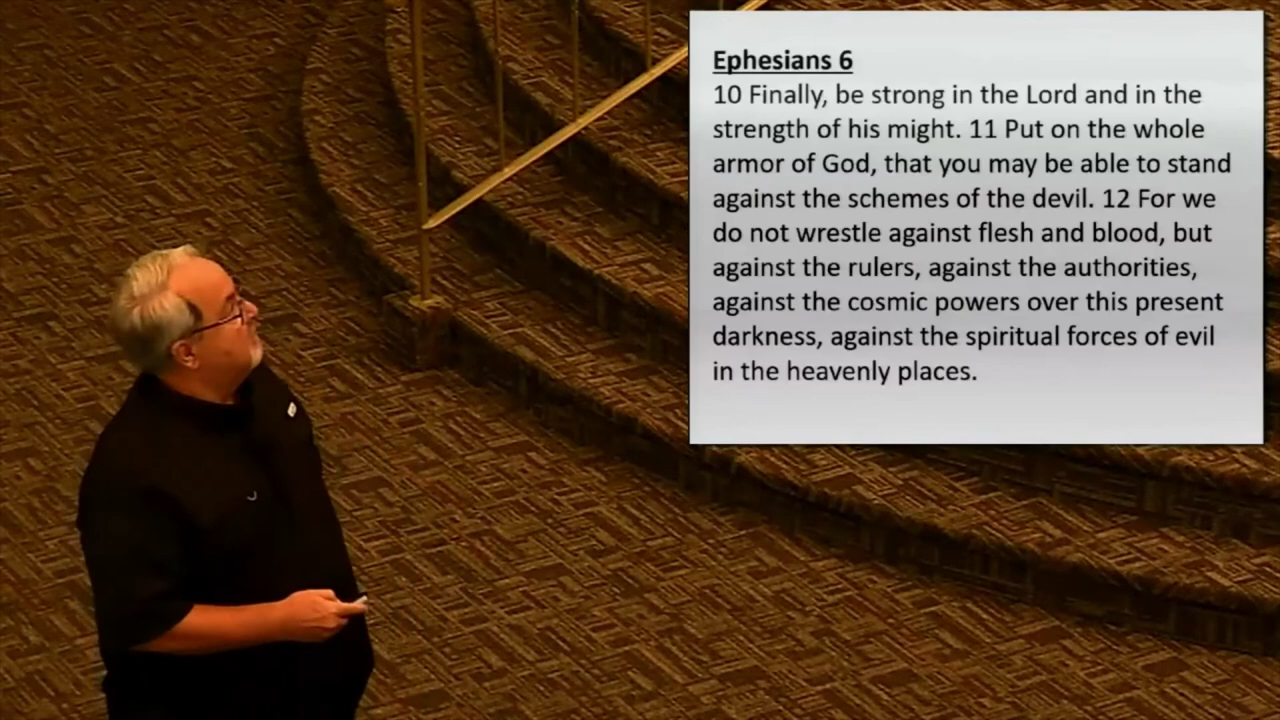 Ephesians 6
10 Finally, be strong in the Lord and in the
strength of his might. 11 Put on the whole
armor of God, that you may be able to stand
against the schemes of the devil. 12 For we
do not wrestle against flesh and blood, but
against the rulers, against the authorities,
against the cosmic powers over this present
darkness, against the spiritual forces of evil
in the heavenly places.